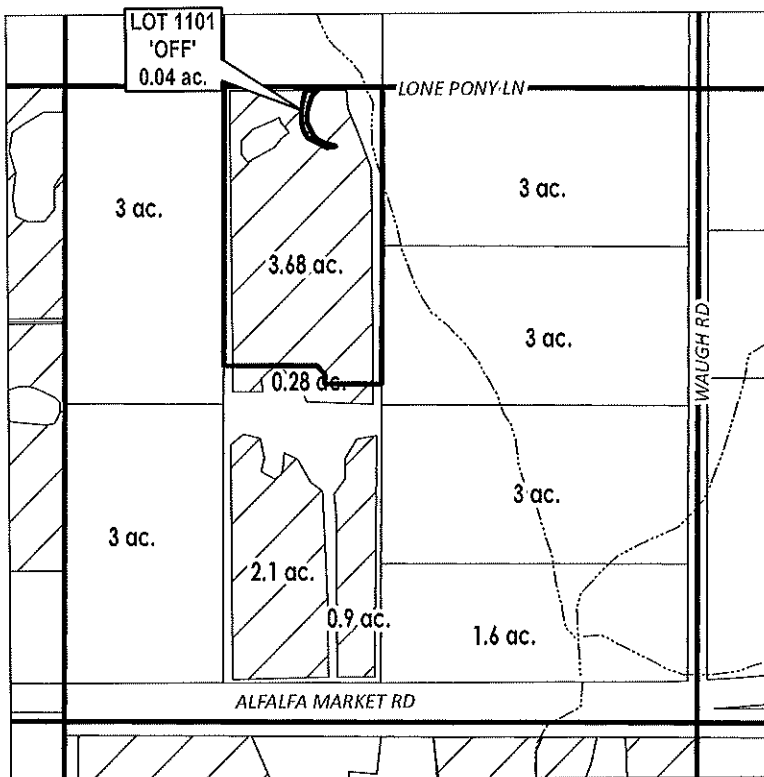 LOT 1101
'OFF'
0.04 ac.
LONE PONY LN
3 ac.
3 ac.
3.68 ac.
3 ac.
WAUGH RD
0.28 ac.
3 ac.
3 ac.
2.1 ac.
0.9 ac.
1.6 ac.
ALFALFA MARKET RD